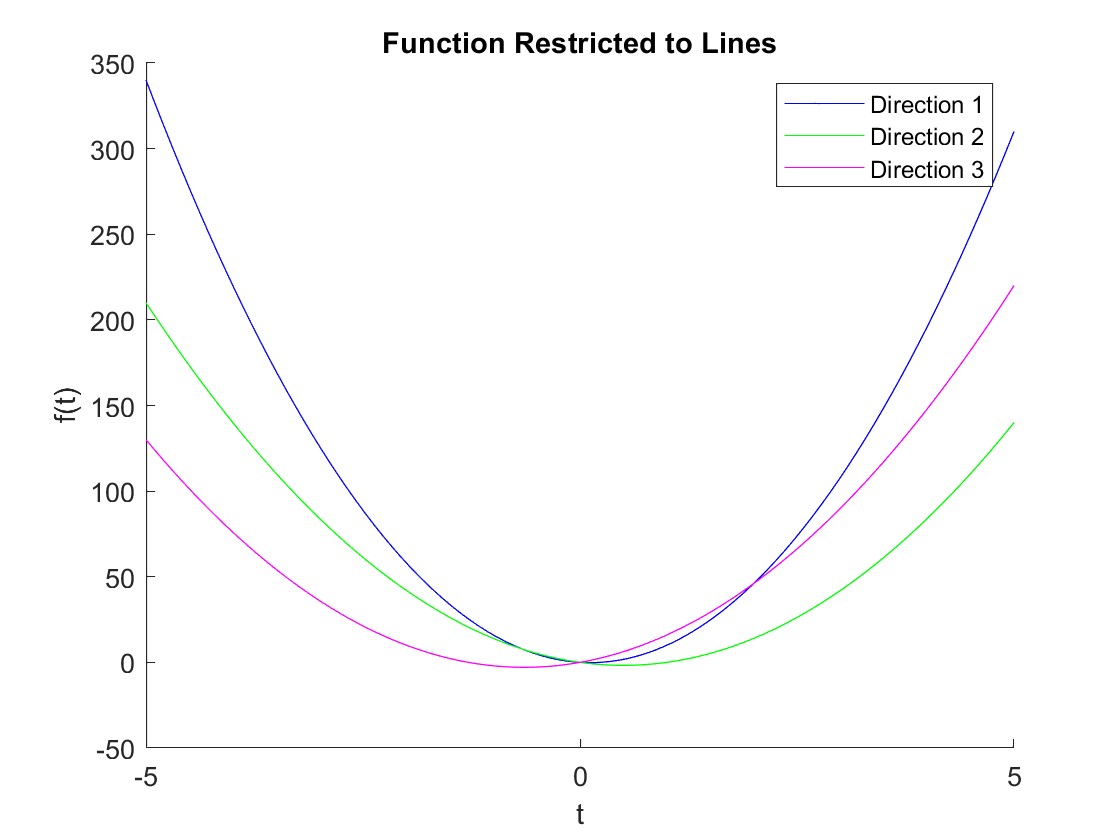 Function Restricted to Lines
350
300
250
200
150
100
50
0
-50
f(t)
Direction 1
Direction 2
Direction 3
-5 0 5
t